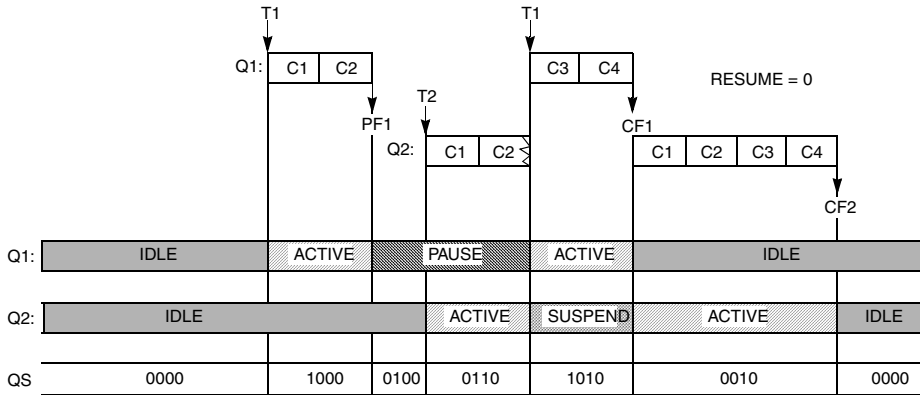 T1 T1
Q1: C1 C2 C3 C4 RESUME = 0
PF1 T2 CF1
Q2: C1 C2 C1 C2 C3 C4
CF2
Q1: IDLE ACTIVE PAUSE ACTIVE IDLE
Q2: IDLE ACTIVE SUSPEND ACTIVE IDLE
QS 0000 1000 0100 0110 1010 0010 0000